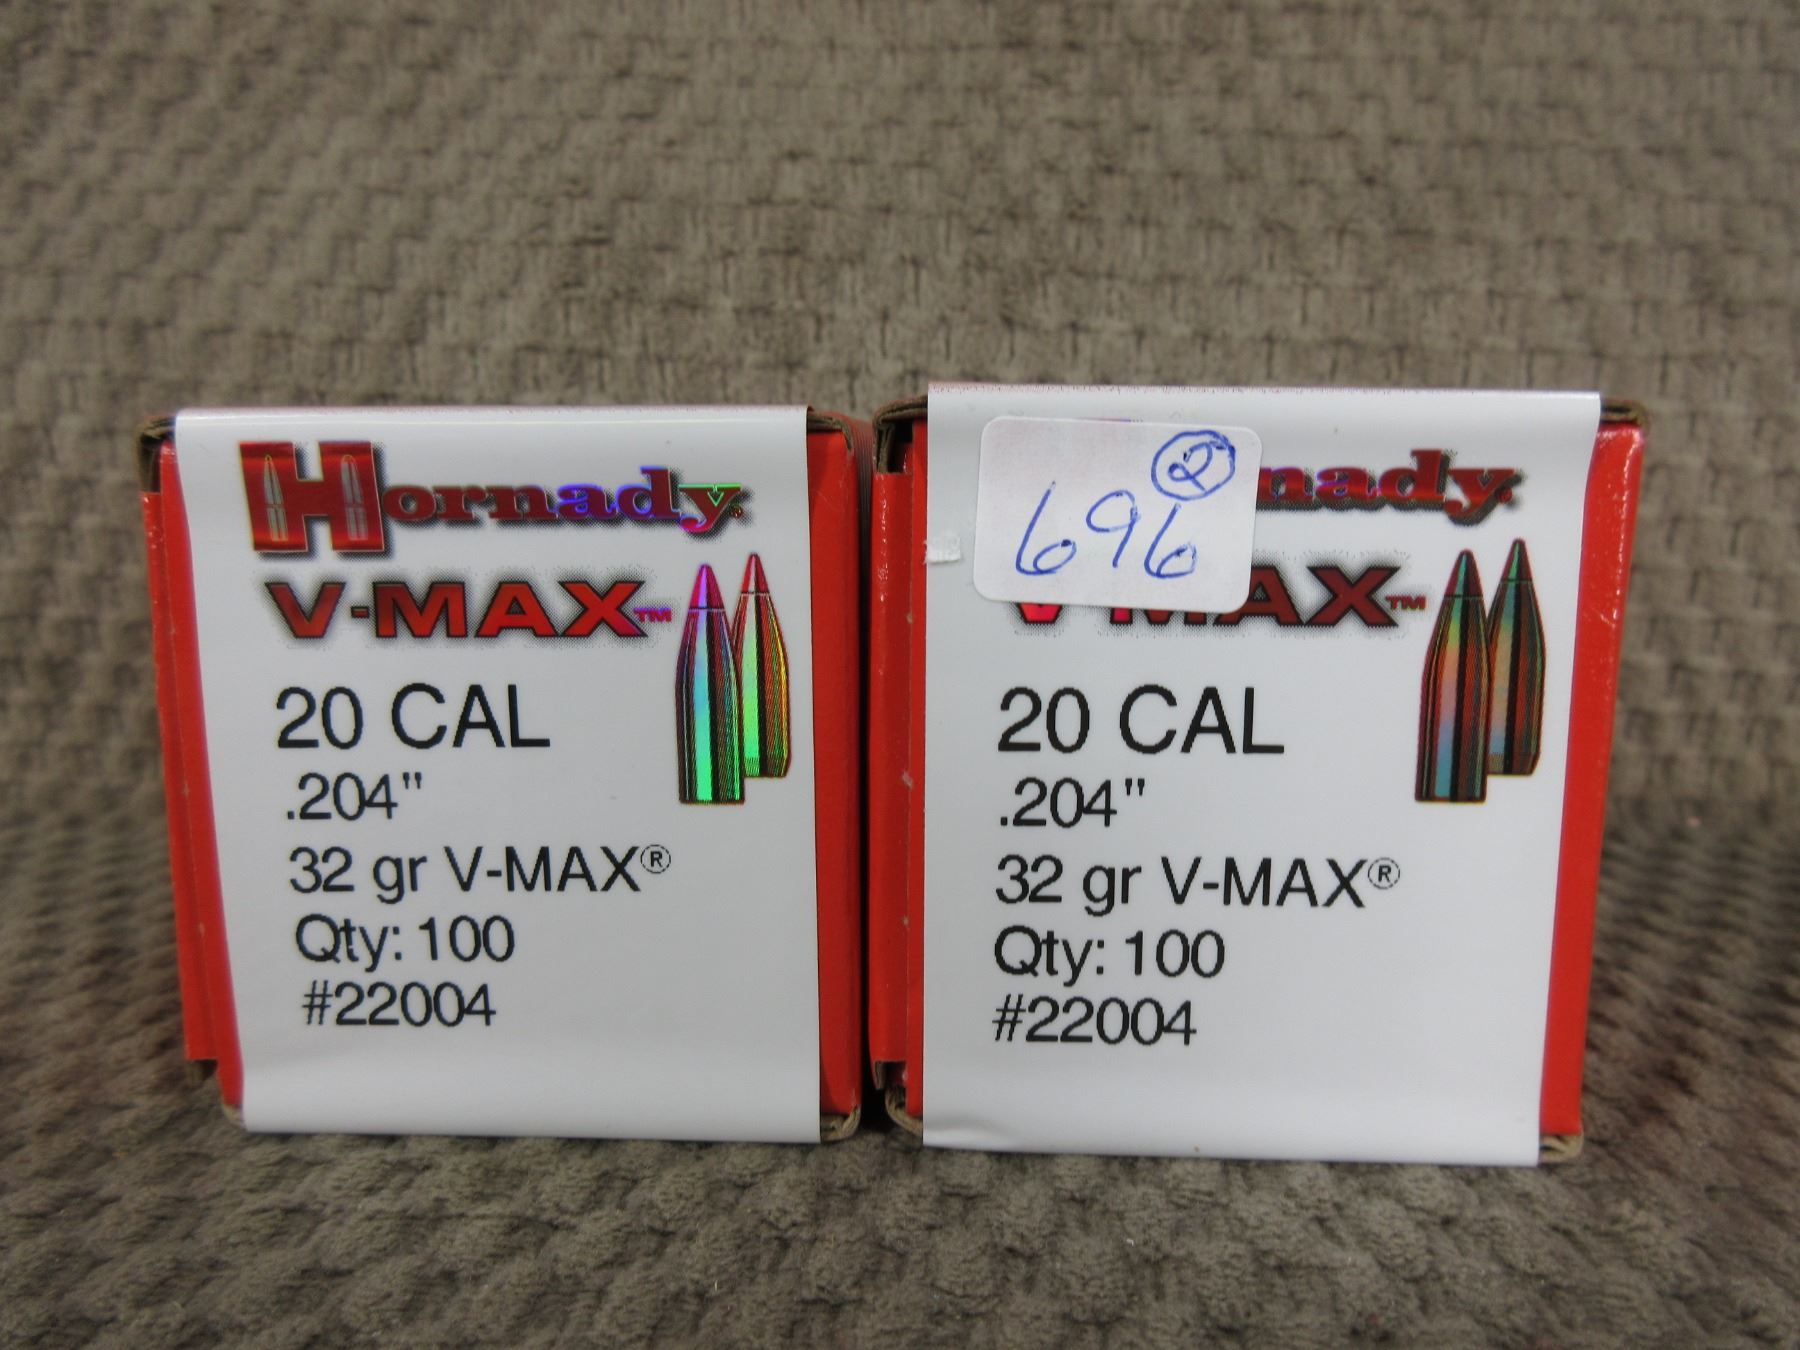 Hornady
V-MAX™
20 CAL
.204"
32 gr V-MAX®
Qty: 100
#22004
2
696
nady
MAX™
20 CAL
.204"
32 gr V-MAX®
Qty: 100
#22004